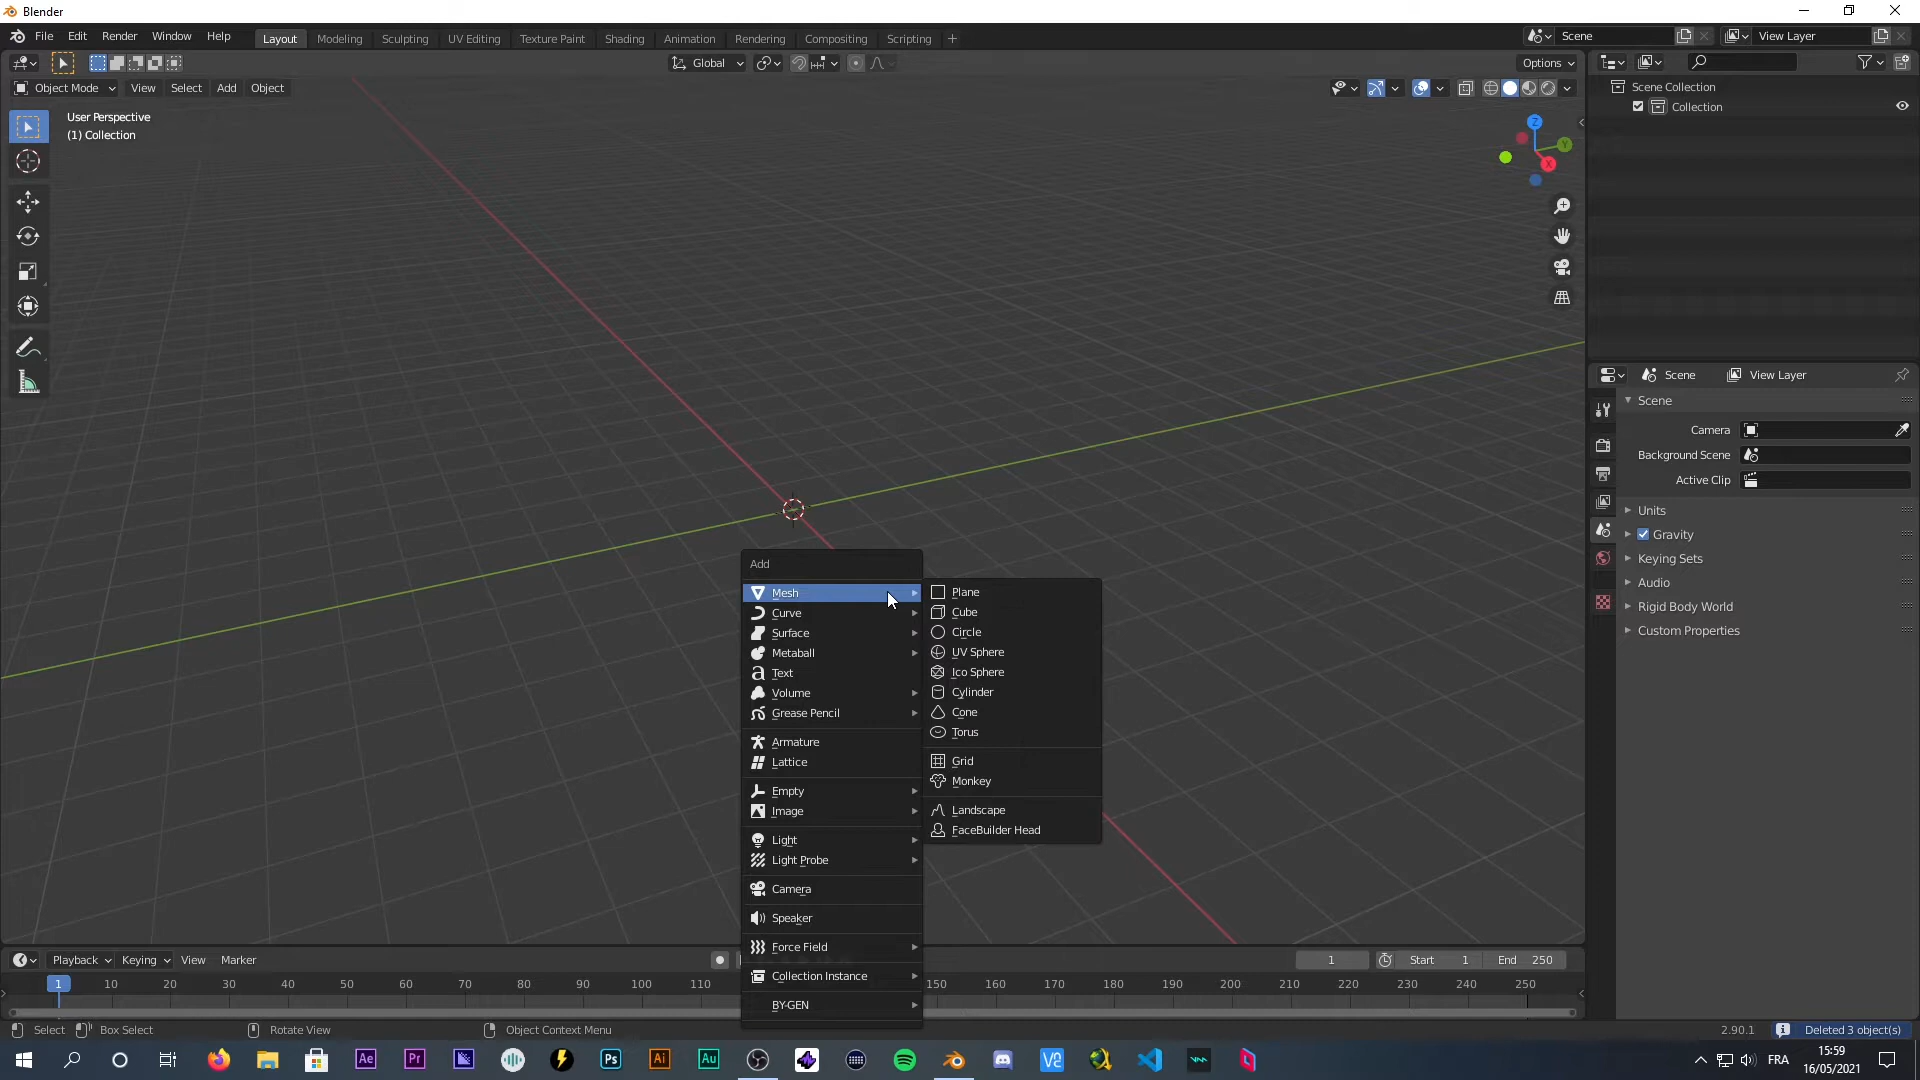 Blender
File Edit Render Window Help Layout Modeling Sculpting UV Editing Texture Paint Shading Animation Rendering Compositing Scripting + Scene View Layer
Global Options
Object Mode View Select Add Object
User Perspective
(1) Collection
Z
Y
X
Scene Collection
Collection
Scene View Layer
Scene
Camera
Background Scene
Active Clip
Units
Gravity
Keying Sets
Audio
Rigid Body World
Custom Properties
Add
Mesh
Curve
Surface
Metaball
Text
Volume
Grease Pencil
Armature
Lattice
Empty
Image
Light
Light Probe
Camera
Speaker
Force Field
Collection Instance
BY-GEN
Plane
Cube
Circle
UV Sphere
Ico Sphere
Cylinder
Cone
Torus
Grid
Monkey
Landscape
FaceBuilder Head
Playback Keying View Marker 1 Start 1 End 250
1 10 20 30 40 50 60 70 80 90 100 110 150 160 170 180 190 200 210 220 230 240 250
Select Box Select Rotate View Object Context Menu 2.90.1 Deleted 3 object(s)
Ae Pr Ps Ai Au FRA
15:59
16/05/2021